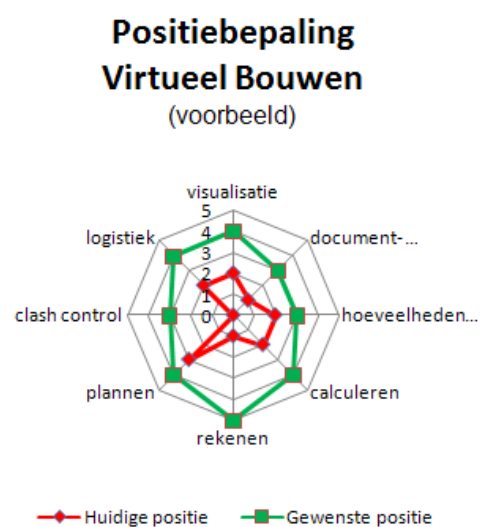 Positiebepaling
Virtueel Bouwen
(voorbeeld)
visualisatie
5
logistiek
4
document-...
3
2
1
clash control
0
hoeveelheden...
plannen
calculeren
rekenen
Huidige positie
Gewenste positie